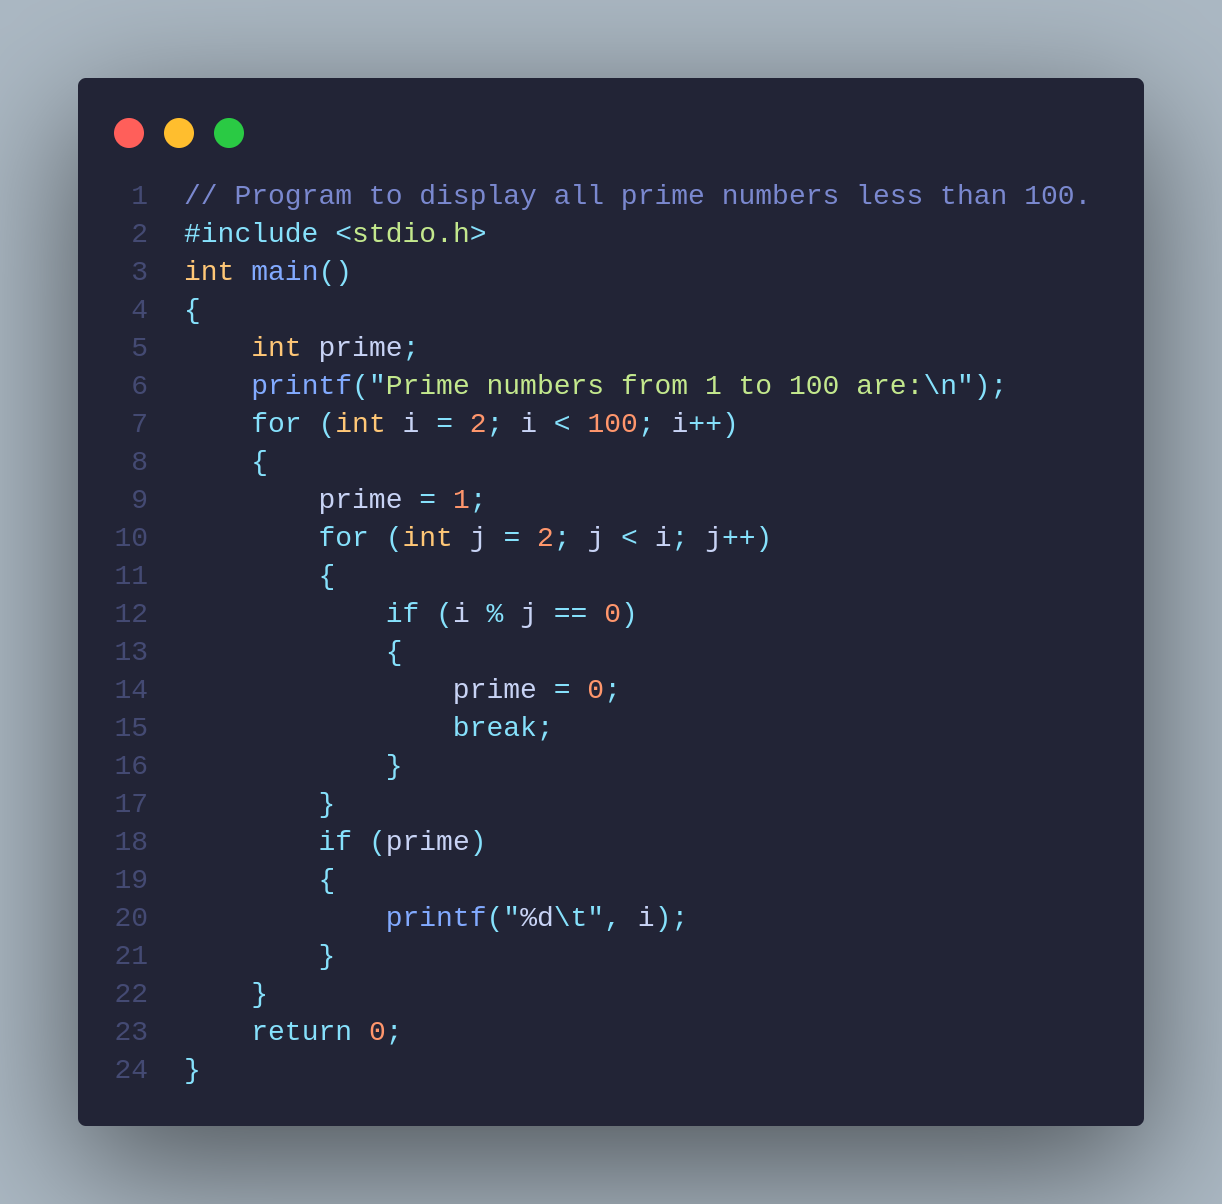 1 // Program to display all prime numbers less than 100.
2 #include <stdio.h>
3 int main()
4 {
5     int prime;
6     printf("Prime numbers from 1 to 100 are:\n");
7     for (int i = 2; i < 100; i++)
8     {
9         prime = 1;
10         for (int j = 2; j < i; j++)
11         {
12             if (i % j == 0)
13             {
14                 prime = 0;
15                 break;
16             }
17         }
18         if (prime)
19         {
20             printf("%d\t", i);
21         }
22     }
23     return 0;
24 }